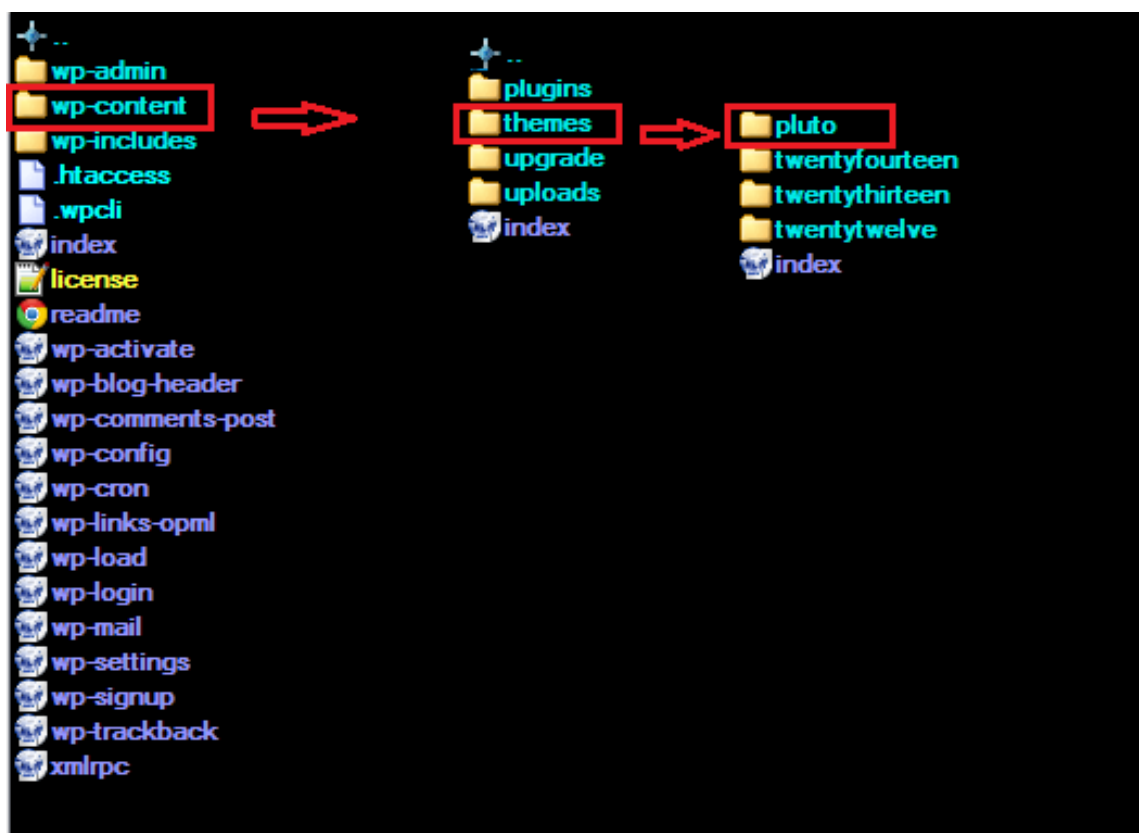 ..
wp-admin
wp-content
wp-includes
.htaccess
.wpcli
index
license
readme
wp-activate
wp-blog-header
wp-comments-post
wp-config
wp-cron
wp-links-opml
wp-load
wp-login
wp-mail
wp-settings
wp-signup
wp-trackback
xmlrpc
..
plugins
themes
upgrade
uploads
index
pluto
twentyfourteen
twentythirteen
twentytwelve
index